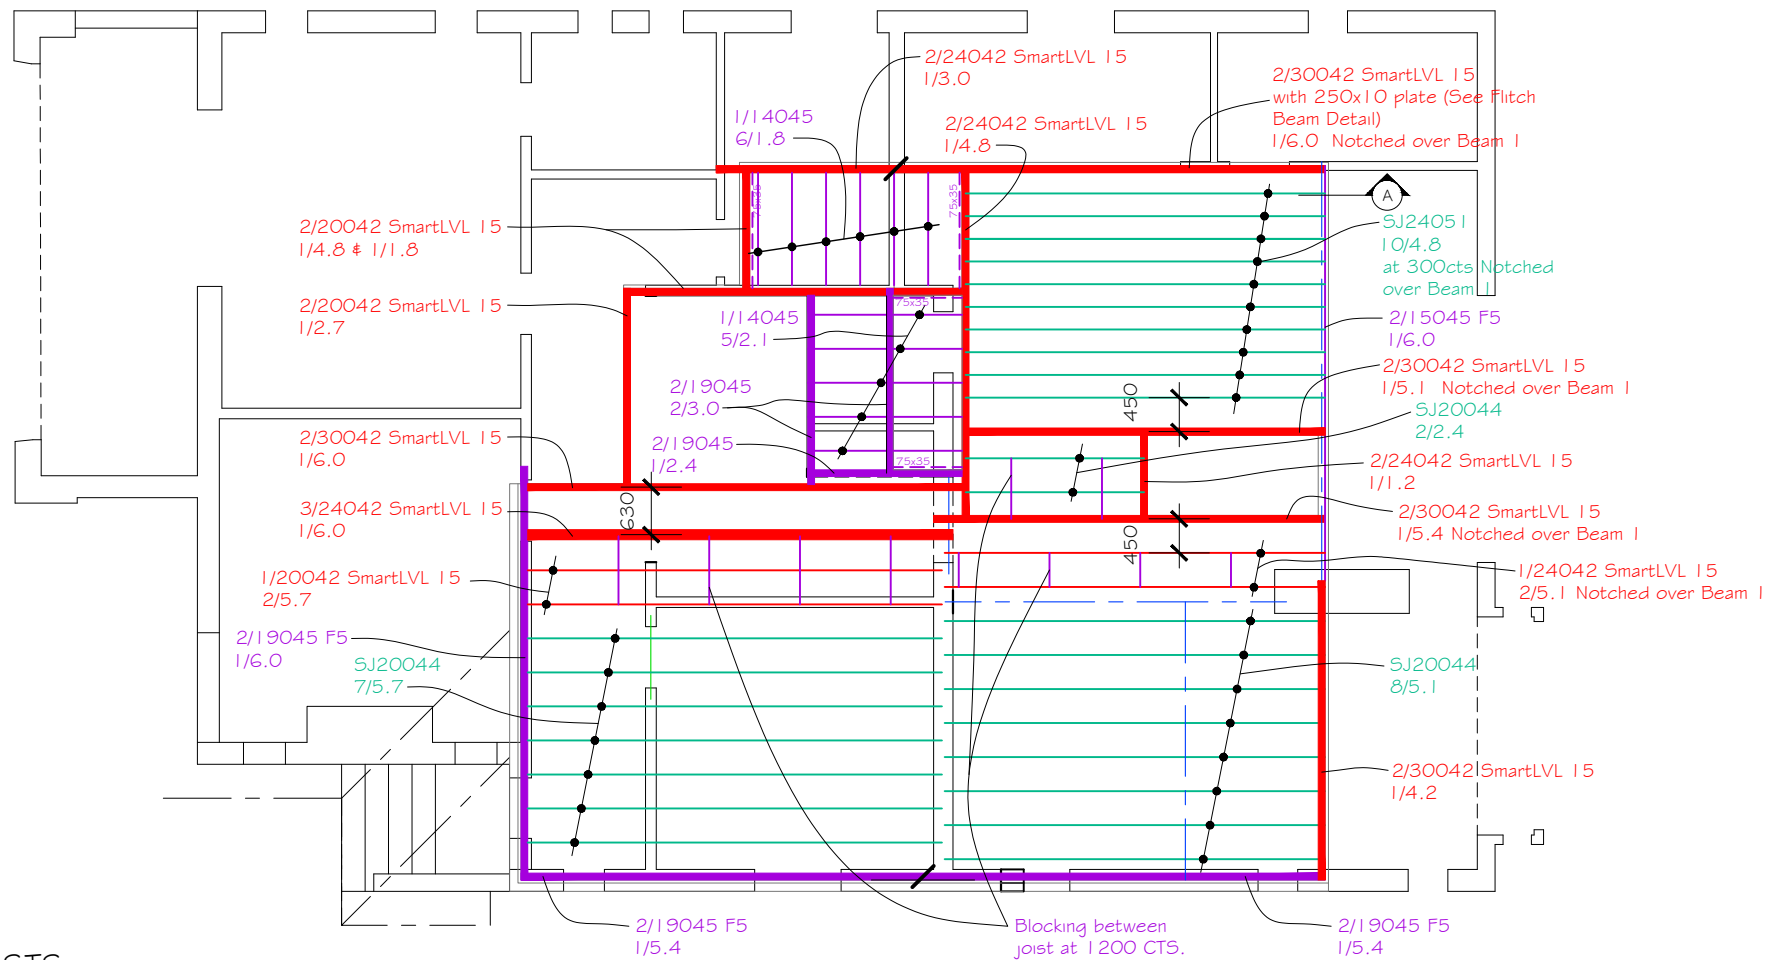 2/24042 SmartLVL 15
1/3.0
2/30042 SmartLVL 15
with 250x10 plate (See Flitch
Beam Detail)
1/6.0 Notched over Beam 1
1/14045
6/1.8
2/24042 SmartLVL 15
1/4.8
75x35
75x35
A
2/20042 SmartLVL 15
1/4.8 & 1/1.8
SJ24051
10/4.8
at 300cts Notched
over Beam 1
2/20042 SmartLVL 15
1/2.7
75x35
1/14045
5/2.1
2/15045 F5
1/6.0
2/30042 SmartLVL 15
1/5.1 Notched over Beam 1
2/19045
2/3.0
450
SJ20044
2/2.4
2/30042 SmartLVL 15
1/6.0
2/19045
1/2.4
75x35
2/24042 SmartLVL 15
1/1.2
3/24042 SmartLVL 15
1/6.0
630
2/30042 SmartLVL 15
1/5.4 Notched over Beam 1
450
1/20042 SmartLVL 15
2/5.7
1/24042 SmartLVL 15
2/5.1 Notched over Beam 1
2/19045 F5
1/6.0
SJ20044
7/5.7
SJ20044
8/5.1
2/30042 SmartLVL 15
1/4.2
2/19045 F5
1/5.4
Blocking between
joist at 1200 CTS.
2/19045 F5
1/5.4